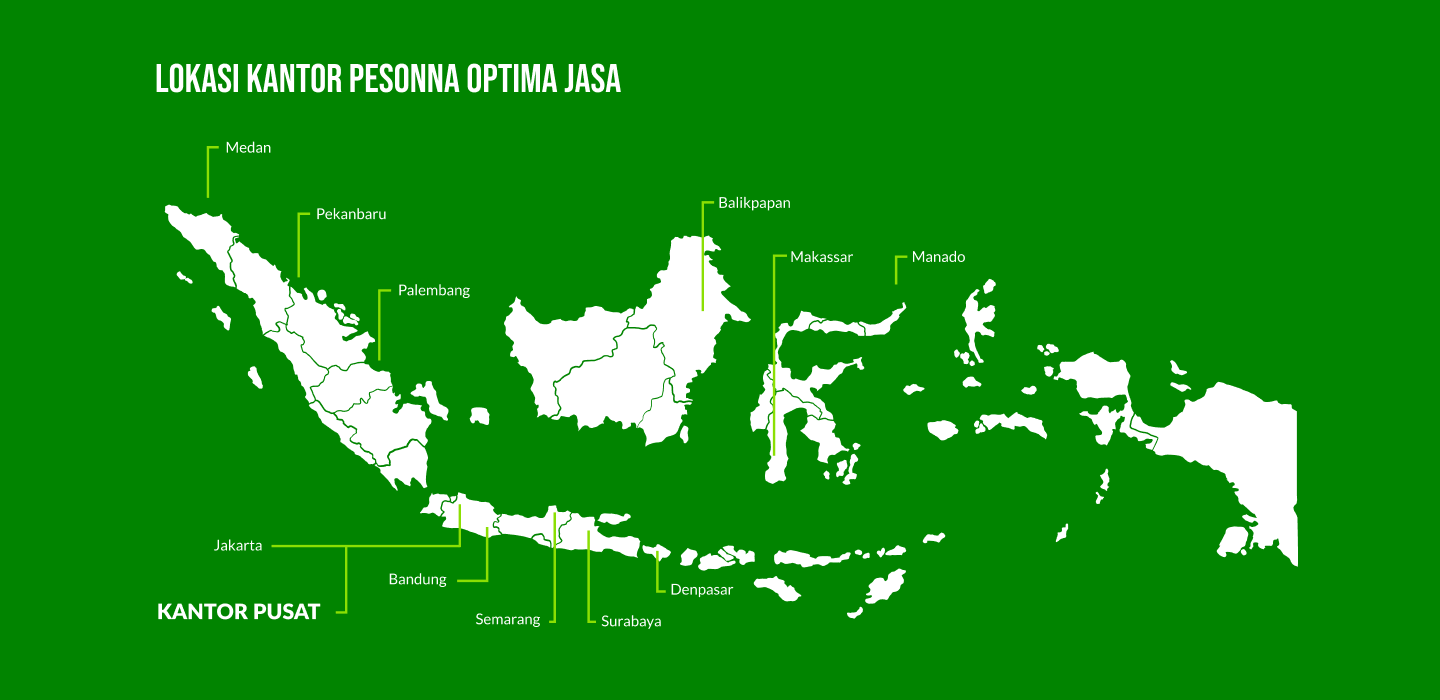 LOKASI KANTOR PESONNA OPTIMA JASA
Medan
Pekanbaru
Balikpapan
Makassar
Manado
Palembang
Jakarta
Bandung
Denpasar
KANTOR PUSAT
Semarang
Surabaya